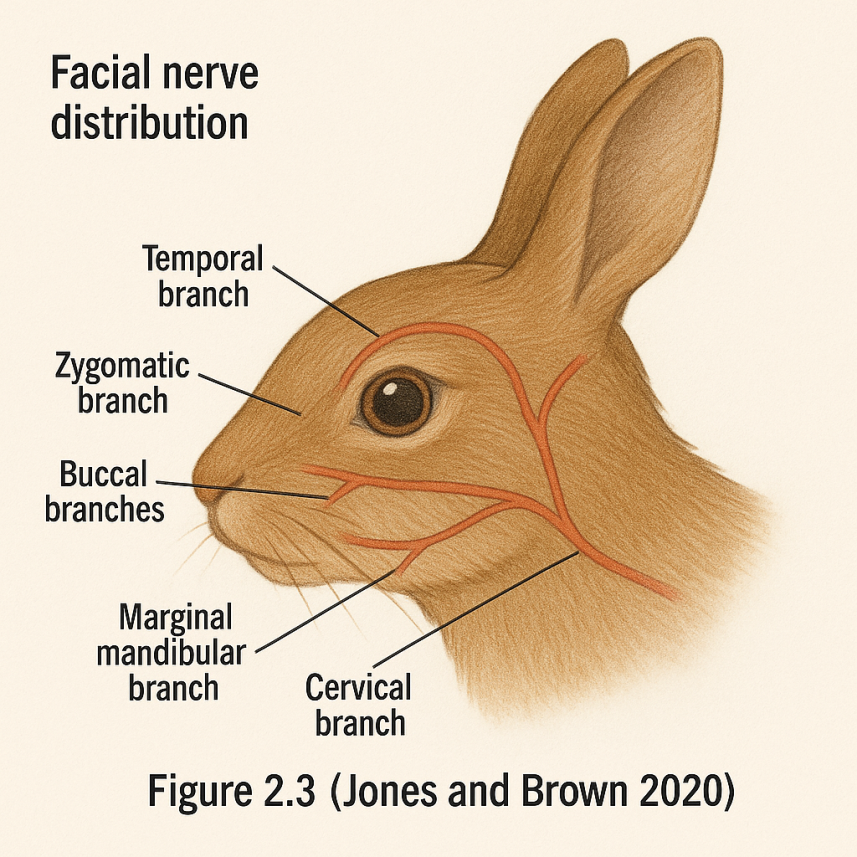 Facial nerve
distribution
Temporal
branch
Zygomatic
branch
Buccal
branches
Marginal
mandibular
branch
Cervical
branch
Figure 2.3 (Jones and Brown 2020)